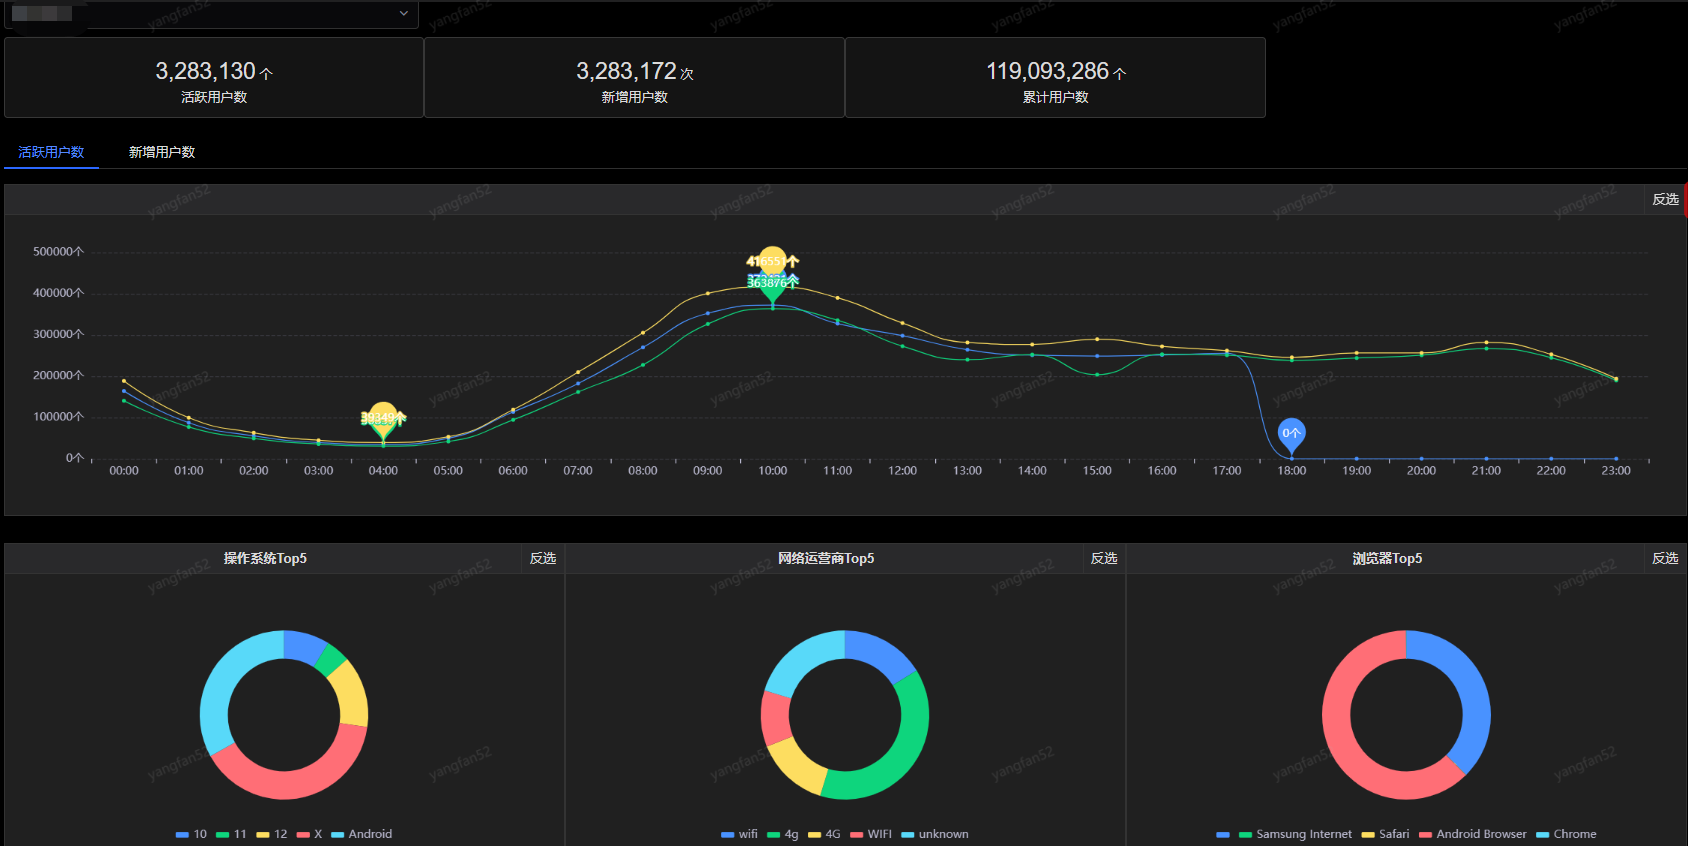 3,283,130 个
活跃用户数
3,283,172 次
新增用户数
119,093,286 个
累计用户数
活跃用户数 新增用户数
反选
500000个
400000个
300000个
200000个
100000个
0个
416551个
363876个
39349个
0个
00:00 01:00 02:00 03:00 04:00 05:00 06:00 07:00 08:00 09:00 10:00 11:00 12:00 13:00 14:00 15:00 16:00 17:00 18:00 19:00 20:00 21:00 22:00 23:00
操作系统Top5 反选
10 11 12 X Android
网络运营商Top5 反选
wifi 4g 4G WIFI unknown
浏览器Top5 反选
Samsung Internet Safari Android Browser Chrome
yangfan52